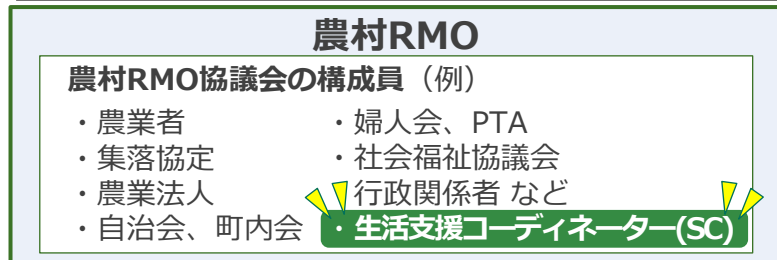 農村RMO
農村RMO協議会の構成員（例）
・農業者
・集落協定
・農業法人
・自治会、町内会
・婦人会、PTA
・社会福祉協議会
行政関係者 など
・生活支援コーディネーター(SC)